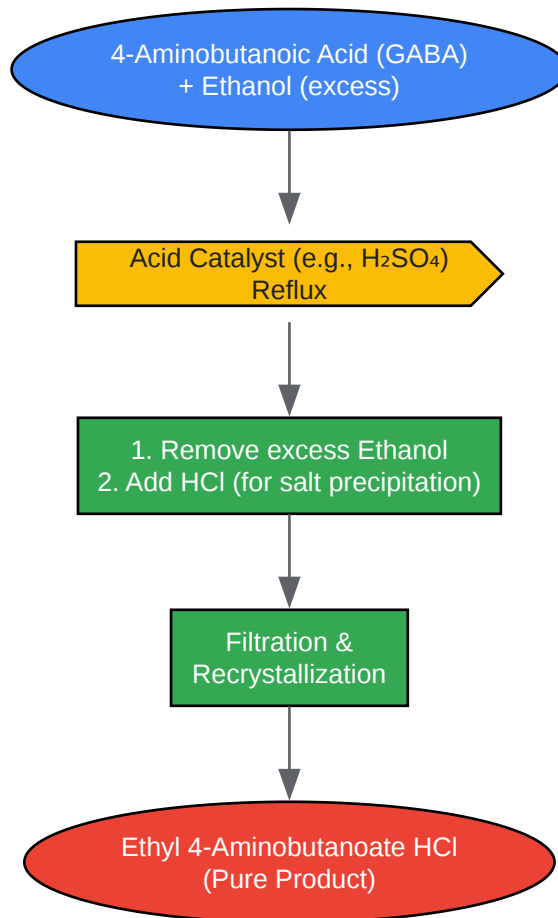 4-Aminobutanoic Acid (GABA)
+ Ethanol (excess)
Acid Catalyst (e.g., H₂SO₄)
Reflux
1. Remove excess Ethanol
2. Add HCl (for salt precipitation)
Filtration &
Recrystallization
Ethyl 4-Aminobutanoate HCl
(Pure Product)